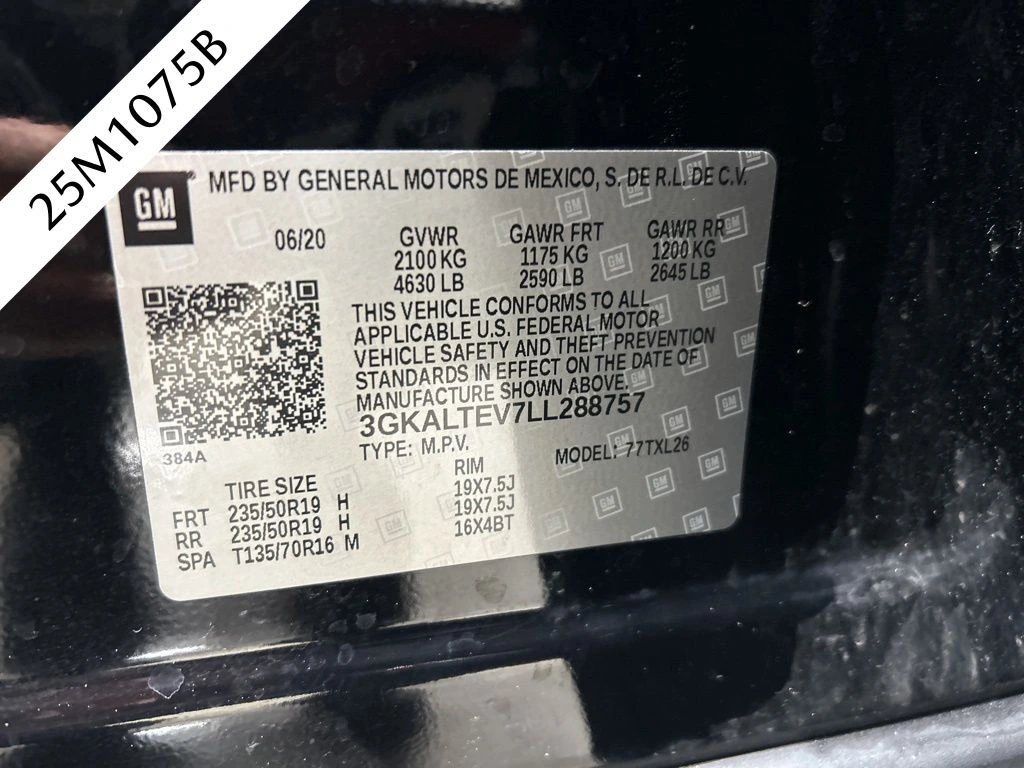 25M1075B
GM
MFD BY GENERAL MOTORS DE MEXICO, S. DE R.L. DE C.V.
06/20 GVWR GAWR FRT GAWR RR
2100 KG 1175 KG 1200 KG
4630 LB 2590 LB 2645 LB
THIS VEHICLE CONFORMS TO ALL
APPLICABLE U.S. FEDERAL MOTOR
VEHICLE SAFETY AND THEFT PREVENTION
STANDARDS IN EFFECT ON THE DATE OF
MANUFACTURE SHOWN ABOVE.
3GKALTEV7LL288757
TYPE: M.P.V. MODEL: 77TXL26
384A
TIRE SIZE RIM
FRT 235/50R19 H 19X7.5J
RR 235/50R19 H 19X7.5J
SPA T135/70R16 M 16X4BT